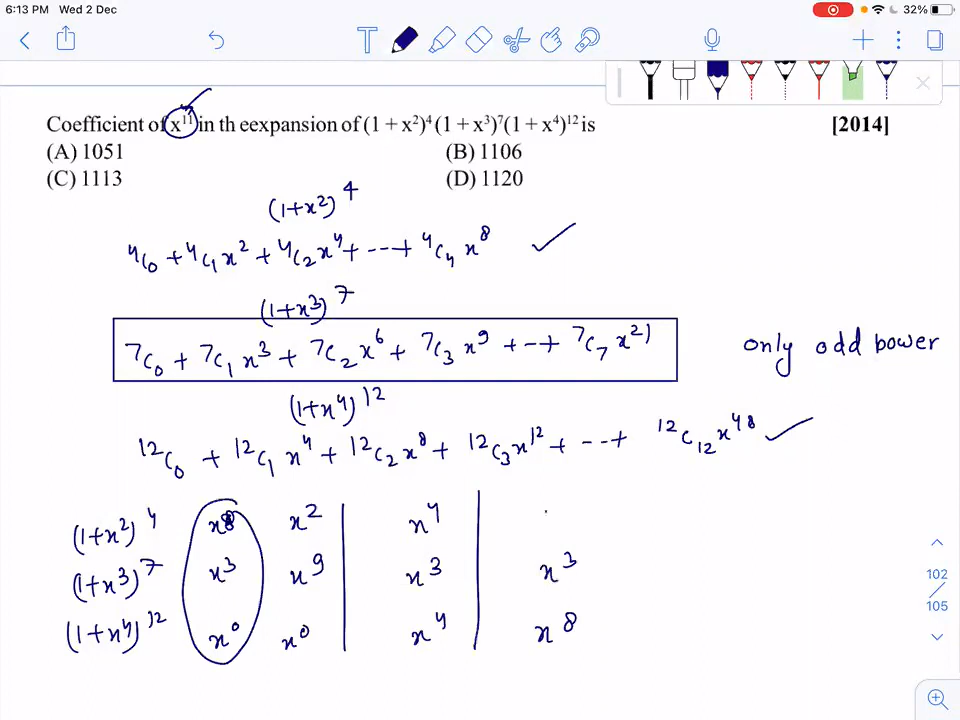 6:13 PM Wed 2 Dec 32%
T
Coefficient of x¹¹ in th eexpansion of (1 + x²)⁴ (1 + x³)⁷ (1 + x⁴)¹² is [2014]
(A) 1051 (B) 1106
(C) 1113 (D) 1120
(1+x²)⁴
⁴C₀ + ⁴C₁x² + ⁴C₂x⁴ + --- + ⁴C₄ x⁸
(1+x³)⁷
⁷C₀ + ⁷C₁x³ + ⁷C₂x⁶ + ⁷C₃x⁹ + --+ ⁷C₇ x²¹ only odd bower
(1+x⁴)¹²
¹²C₀ + ¹²C₁ x⁴ + ¹²C₂x⁸ + ¹²C₃x¹² + --+ ¹²C₁₂x⁴⁸
(1+x²)⁴ x⁸ x² x⁴
(1+x³)⁷ x³ x⁹ x³ x³
(1+x⁴)¹² x⁰ x⁰ x⁴ x⁸
102
105